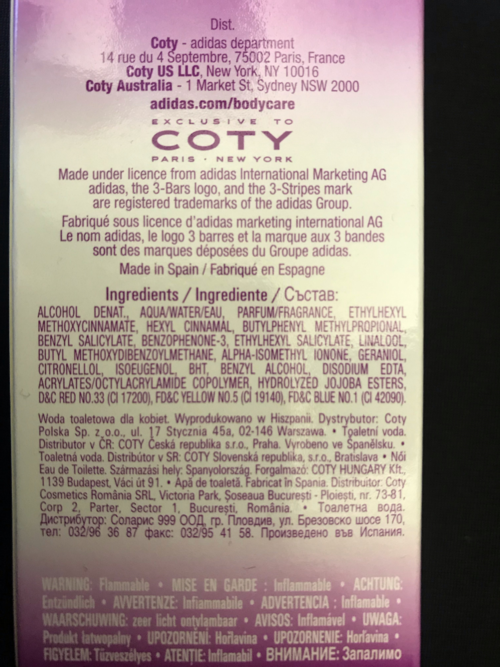 Dist.
Coty - adidas department
14 rue du 4 Septembre, 75002 Paris, France
Coty US LLC, New York, NY 10016
Coty Australia - 1 Market St, Sydney NSW 2000
adidas.com/bodycare
EXCLUSIVE TO
COTY
PARIS · NEW YORK
Made under licence from adidas International Marketing AG
adidas, the 3-Bars logo, and the 3-Stripes mark
are registered trademarks of the adidas Group.
Fabriqué sous licence d'adidas marketing international AG
Le nom adidas, le logo 3 barres et la marque aux 3 bandes
sont des marques déposées du Groupe adidas.
Made in Spain / Fabriqué en Espagne
Ingredients / Ingrediente / Състав:
ALCOHOL DENAT., AQUA/WATER/EAU, PARFUM/FRAGRANCE, ETHYLHEXYL
METHOXYCINNAMATE, HEXYL CINNAMAL, BUTYLPHENYL METHYLPROPIONAL,
BENZYL SALICYLATE, BENZOPHENONE-3, ETHYLHEXYL SALICYLATE, LINALOOL,
BUTYL METHOXYDIBENZOYLMETHANE, ALPHA-ISOMETHYL IONONE, GERANIOL,
CITRONELLOL, ISOEUGENOL, BHT, BENZYL ALCOHOL, DISODIUM EDTA,
ACRYLATES/OCTYLACRYLAMIDE COPOLYMER, HYDROLYZED JOJOBA ESTERS,
D&C RED NO.33 (CI 17200), FD&C YELLOW NO.5 (CI 19140), FD&C BLUE NO.1 (CI 42090).
Woda toaletowa dla kobiet. Wyprodukowano w Hiszpanii. Dystrybutor: Coty
Polska Sp. z o.o., ul. 17 Stycznia 45a, 02-146 Warszawa. • Toaletní voda.
Distributor v ČR: COTY Česká republika s.r.o., Praha. Vyrobeno ve Španělsku. •
Toaletná voda. Distribútor v SR: COTY Slovenská republika, s.r.o., Bratislava • Női
Eau de Toilette. Származási hely: Spanyolország. Forgalmazó: COTY HUNGARY Kft.,
1139 Budapest, Váci út 91. • Apă de toaletă. Fabricat în Spania. Distribuitor: Coty
Cosmetics România SRL, Victoria Park, Șoseaua București - Ploiești, nr. 73-81,
Corp 2, Parter, Sector 1, București, România. • Тоалетна вода.
Дистрибутор: Соларис 999 ООД, гр. Пловдив, ул. Брезовско шосе 170,
тел: 032/96 36 87 факс: 032/95 41 58. Произведено във Испания.
WARNING: Flammable • MISE EN GARDE : Inflammable • ACHTUNG:
Entzündlich • AVVERTENZE: Infiammabile • ADVERTENCIA : Inflamable •
WAARSCHUWING: zeer licht ontvlambaar • AVISOS: Inflamável • UWAGA:
Produkt łatwopalny • UPOZORNĚNÍ: Hořlavina • UPOZORNENIE: Horľavina •
FIGYELEM: Tűzveszélyes • ATENȚIE: Inflamabil • ВНИМАНИЕ: Запалимо